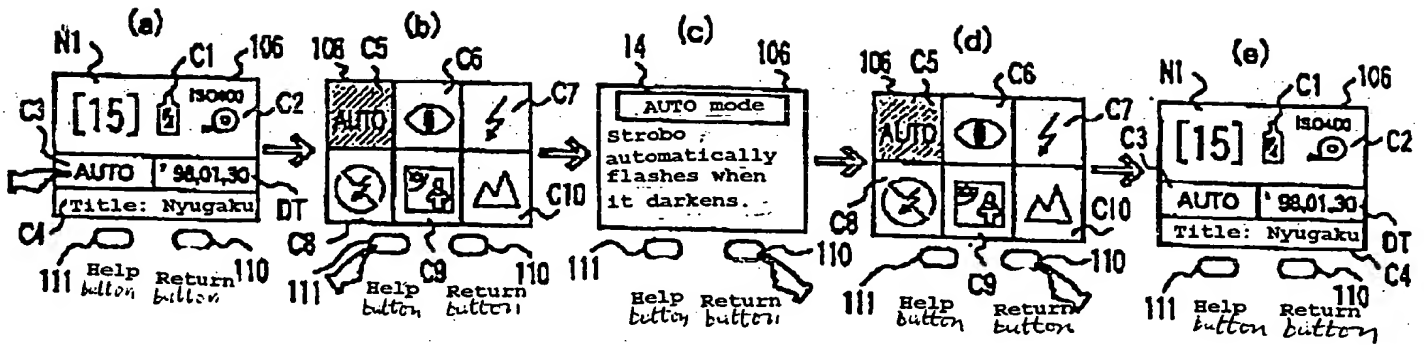 (a)
N1
C1
106
ISO400
[15]
C2
C3
AUTO
'98,01,30
Title: Nyugaku
C4
DT
111
Help button
Return button
110
(b)
108
C5
C6
C7
AUTO
C8
C9
C10
111
Help button
Return button
110
(c)
14
106
AUTO mode
Strobo
automatically
flashes when
it darkens.
111
Help button
Return button
110
(d)
106
C5
C6
C7
AUTO
C8
C9
C10
111
Help button
Return button
110
(e)
N1
C1
106
ISO400
[15]
C2
C3
AUTO
'98,01,30
Title: Nyugaku
DT
C4
111
Help button
Return button
110